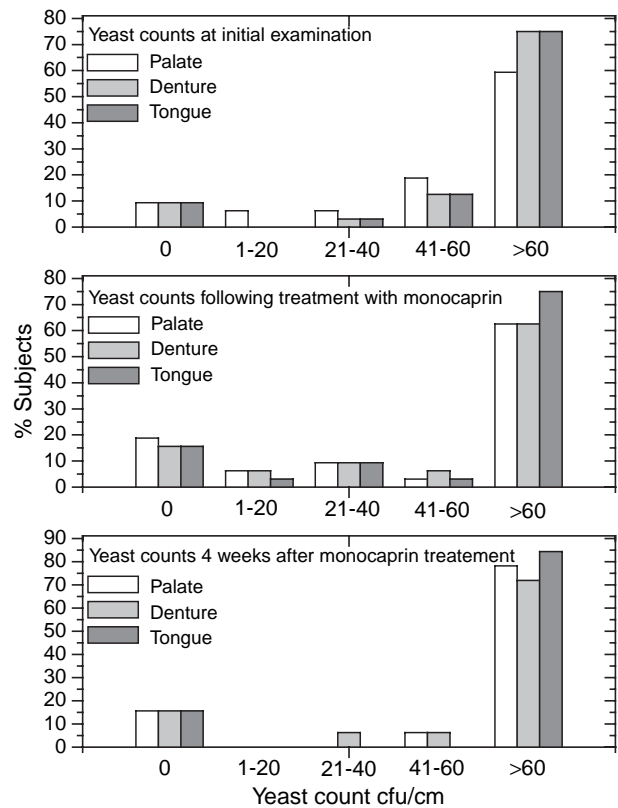 80
Yeast counts at initial examination
70
Palate
60
Denture
50
Tongue
40
30
20
10
0
0 1-20 21-40 41-60 >60
80
Yeast counts following treatment with monocaprin
70
Palate
60
Denture
50
Tongue
40
30
20
10
0
0 1-20 21-40 41-60 >60
% Subjects
90
Yeast counts 4 weeks after monocaprin treatement
80
Palate
70
Denture
60
Tongue
50
40
30
20
10
0
0 1-20 21-40 41-60 >60
Yeast count cfu/cm